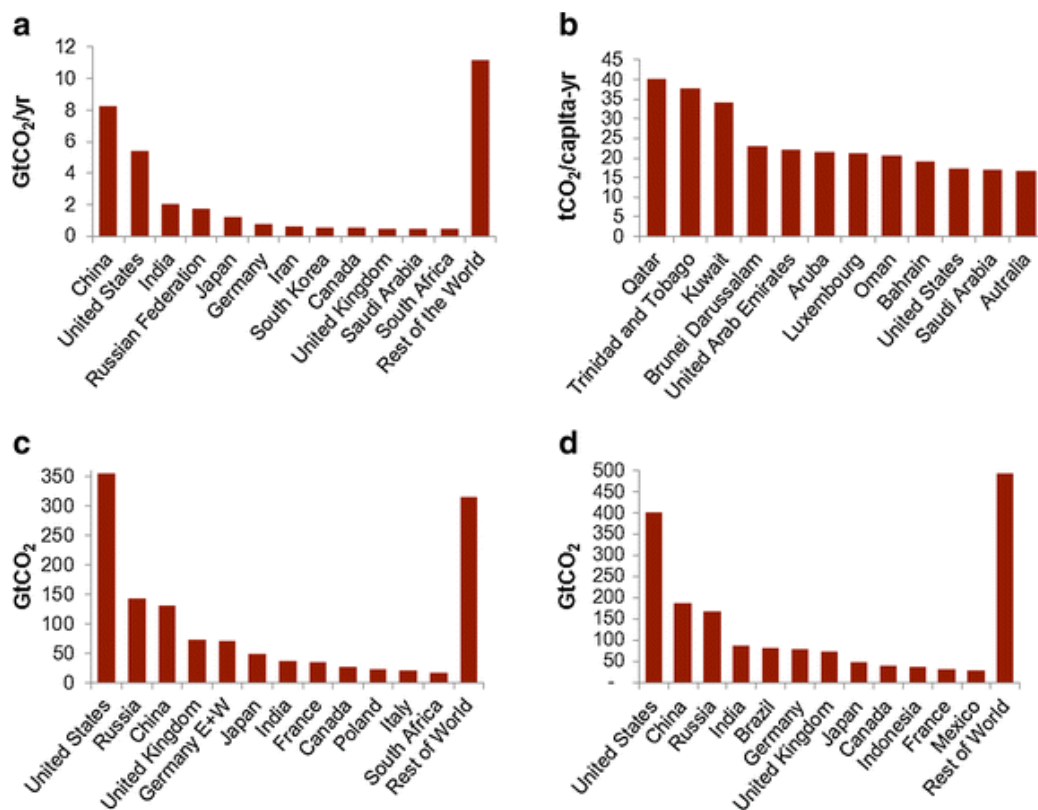 a
GtCO₂/yr
12
10
8
6
4
2
0
China
United States
India
Russian Federation
Japan
Germany
Iran
South Korea
Canada
United Kingdom
Saudi Arabia
South Africa
Rest of the World
b
tCO₂/capIta-yr
45
40
35
30
25
20
15
10
5
0
Qatar
Trinidad and Tobago
Kuwait
Brunei Darussalam
United Arab Emirates
Aruba
Luxembourg
Oman
Bahrain
United States
Saudi Arabia
Autralia
c
GtCO₂
350
300
250
200
150
100
50
0
United States
Russia
China
United Kingdom
Germany E+W
Japan
India
France
Canada
Poland
Italy
South Africa
Rest of World
d
GtCO₂
500
450
400
350
300
250
200
150
100
50
-
United States
China
Russia
India
Brazil
Germany
United Kingdom
Japan
Canada
Indonesia
France
Mexico
Rest of World